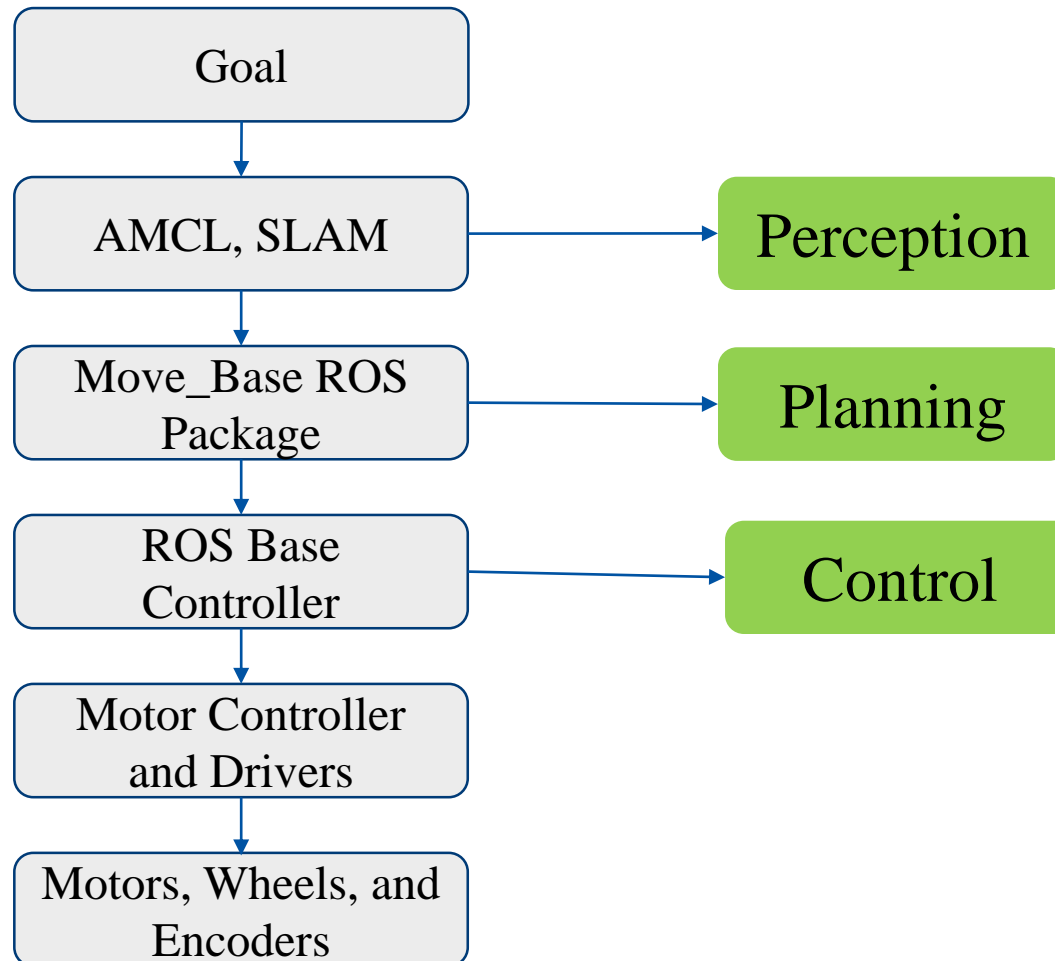 Goal
AMCL, SLAM
Perception
Move_Base ROS
Package
Planning
ROS Base
Controller
Control
Motor Controller
and Drivers
Motors, Wheels, and
Encoders